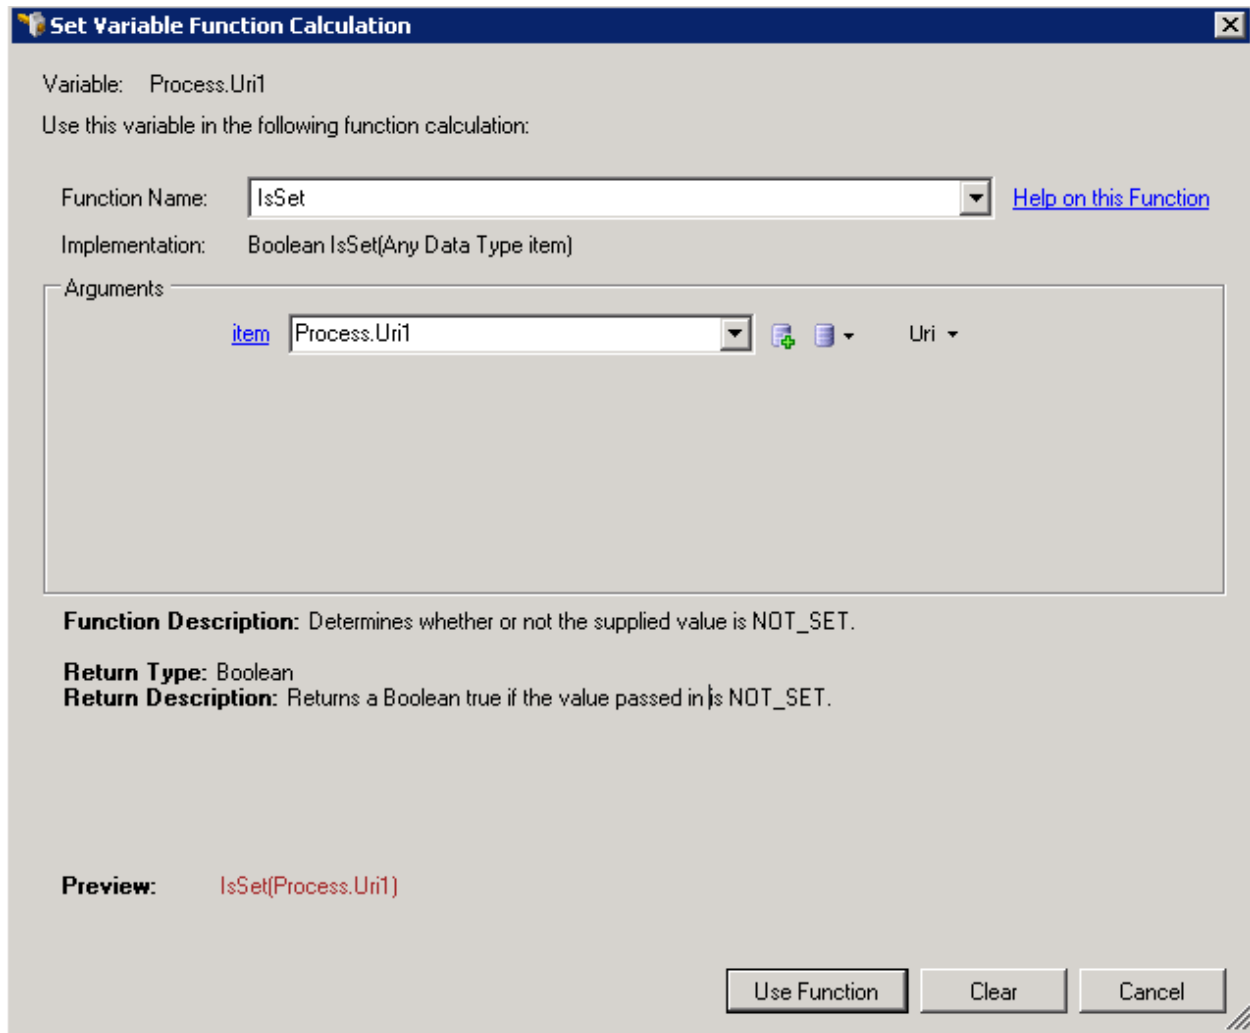 Set Variable Function Calculation
Variable: Process.Uri1
Use this variable in the following function calculation:
Function Name: IsSet Help on this Function
Implementation: Boolean IsSet(Any Data Type item)
Arguments
item Process.Uri1 Uri
Function Description: Determines whether or not the supplied value is NOT_SET.
Return Type: Boolean
Return Description: Returns a Boolean true if the value passed in is NOT_SET.
Preview: IsSet(Process.Uri1)
Use Function Clear Cancel